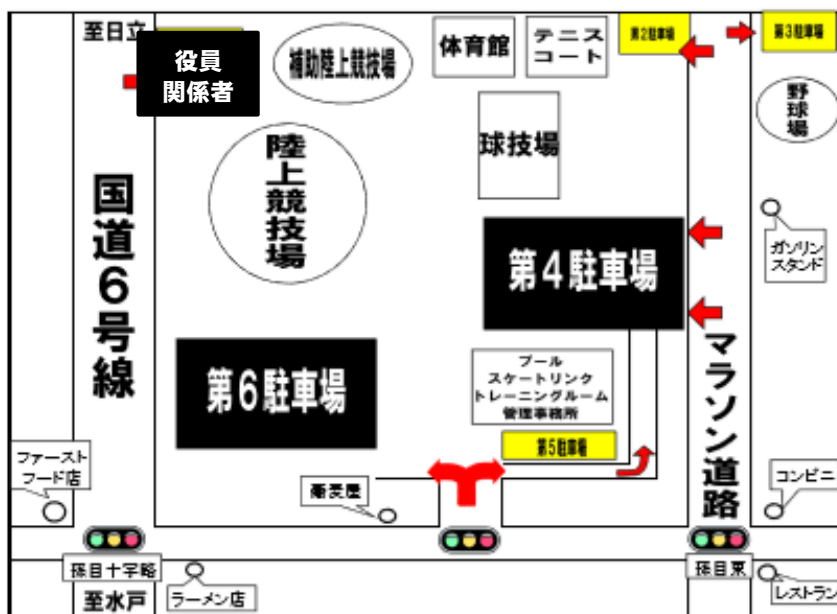 至日立
役員
関係者
補助陸上競技場
体育館
テニス
コート
第2駐車場
第3駐車場
野球場
陸上競技場
球技場
国道6号線
ガソリン
スタンド
第4駐車場
第6駐車場
マラソン道路
プール
スケートリンク
トレーニングルーム
管理事務所
第5駐車場
ファースト
フード店
蕎麦屋
コンビニ
孫目十字路
孫目東
至水戸
ラーメン店
レストラン